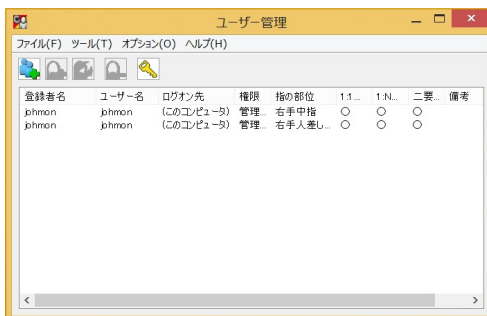 ユーザー管理
ファイル(F) ツール(T) オプション(O) ヘルプ(H)
登録者名 ユーザー名 ログオン先 権限 指の部位 1:1... 1:N... 二要... 備考
johmon johmon (このコンピュータ) 管理... 右手中指 ○ ○ ○
johmon johmon (このコンピュータ) 管理... 右手人差し... ○ ○ ○